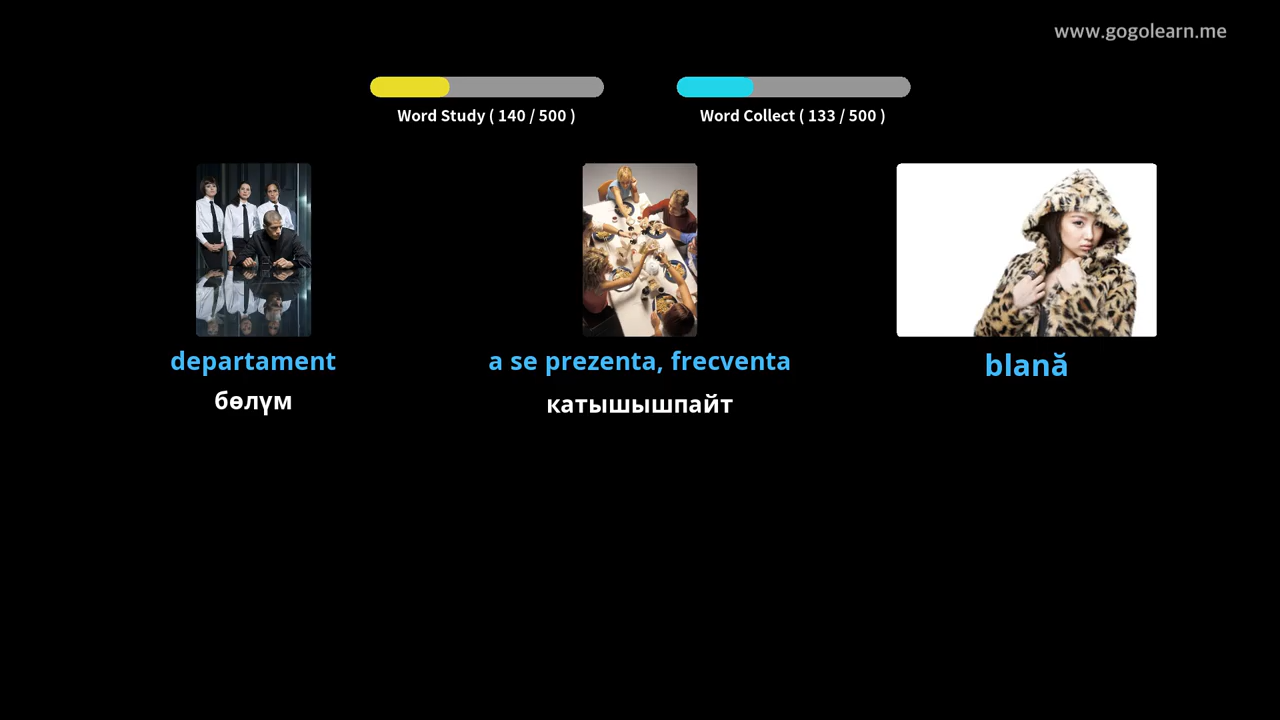 www.gogolearn.me
Word Study ( 140 / 500 )
Word Collect ( 133 / 500 )
departament
a se prezenta, frecventa
blană
бөлүм
катышышпайт